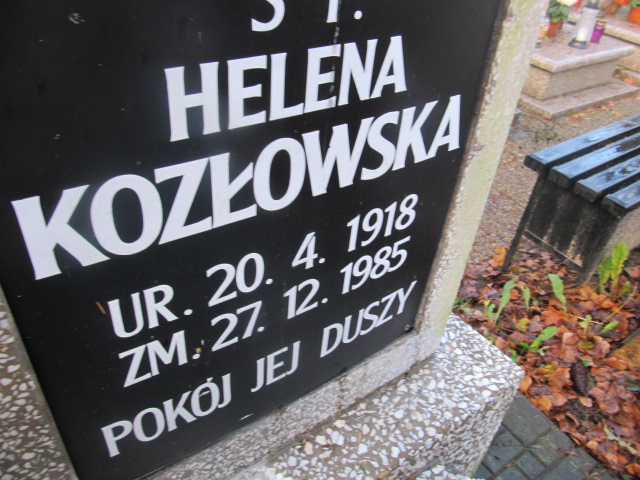 Ś P.
HELENA
KOZŁOWSKA
UR. 20. 4. 1918
ZM. 27. 12. 1985
POKÓJ JEJ DUSZY